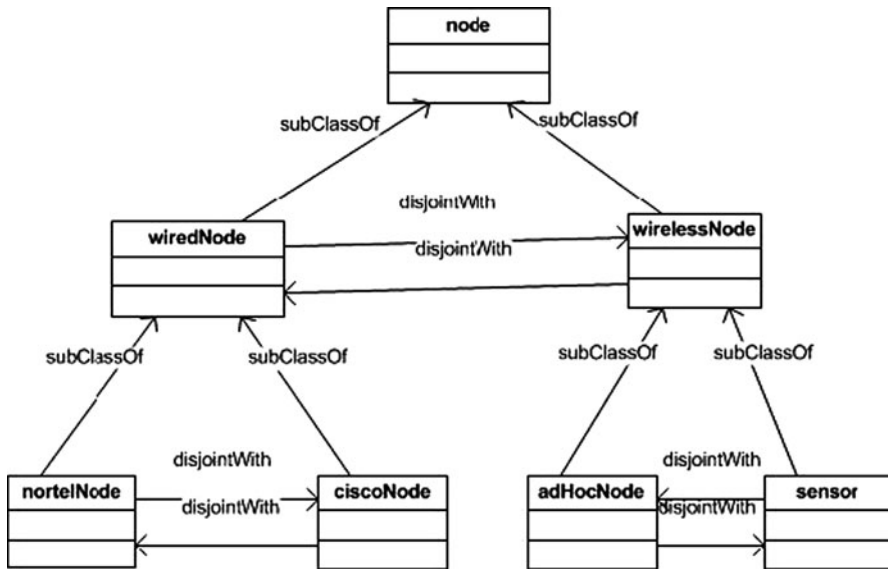 node
subClassOf
subClassOf
disjointWith
wiredNode
wirelessNode
disjointWith
subClassOf
subClassOf
subClassOf
subClassOf
disjointWith
disjointWith
nortelNode
ciscoNode
adHocNode
sensor
disjointWith
disjointWith